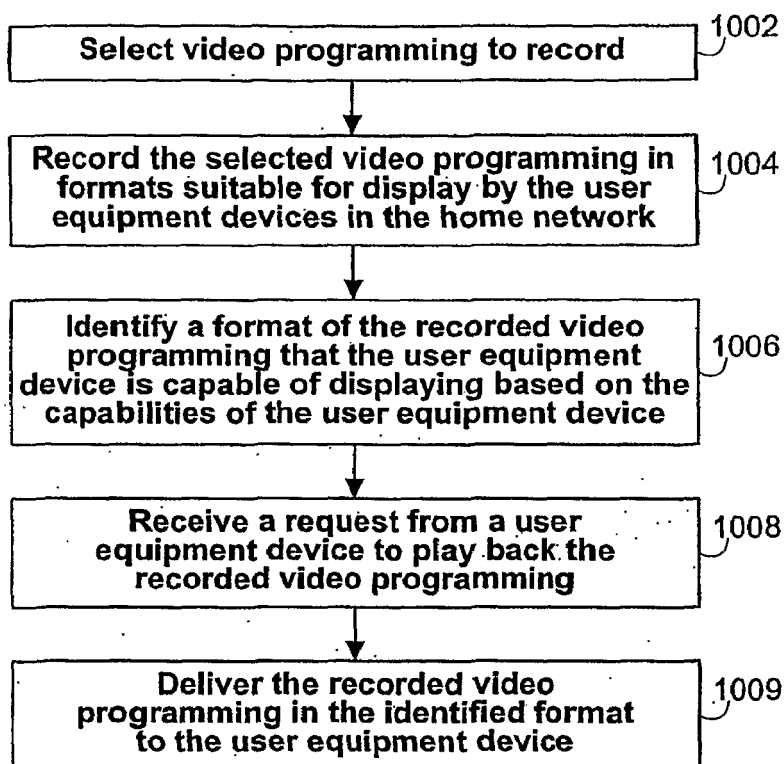 1002
Select video programming to record
Record the selected video programming in
formats suitable for display by the user
equipment devices in the home network
1004
Identify a format of the recorded video
programming that the user equipment
device is capable of displaying based on the
capabilities of the user equipment device
1006
Receive a request from a user
equipment device to play back the
recorded video programming
1008
Deliver the recorded video
programming in the identified format
to the user equipment device
1009